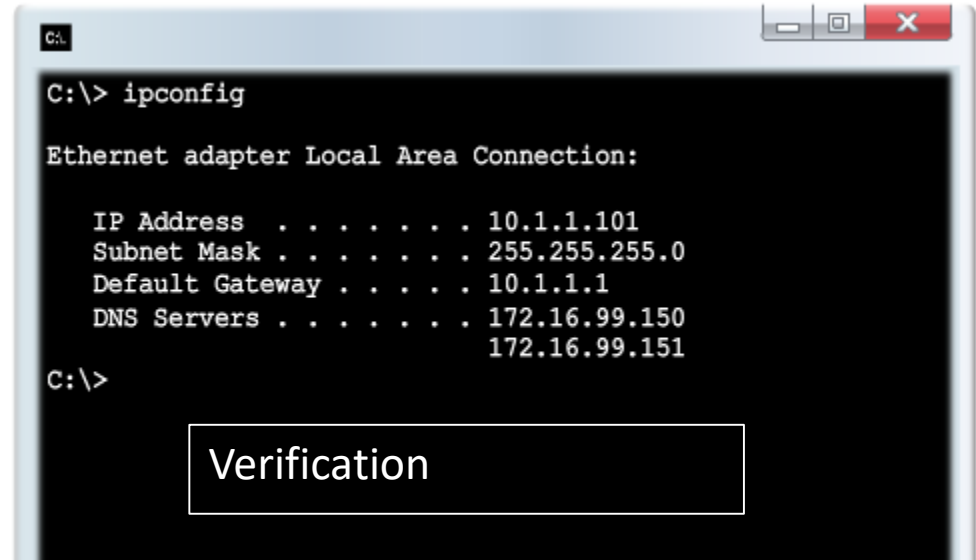 C:\.
C:\> ipconfig
Ethernet adapter Local Area Connection:
IP Address . . . . . . . 10.1.1.101
Subnet Mask . . . . . . . 255.255.255.0
Default Gateway . . . . . 10.1.1.1
DNS Servers . . . . . . . 172.16.99.150
172.16.99.151
C:\>
Verification